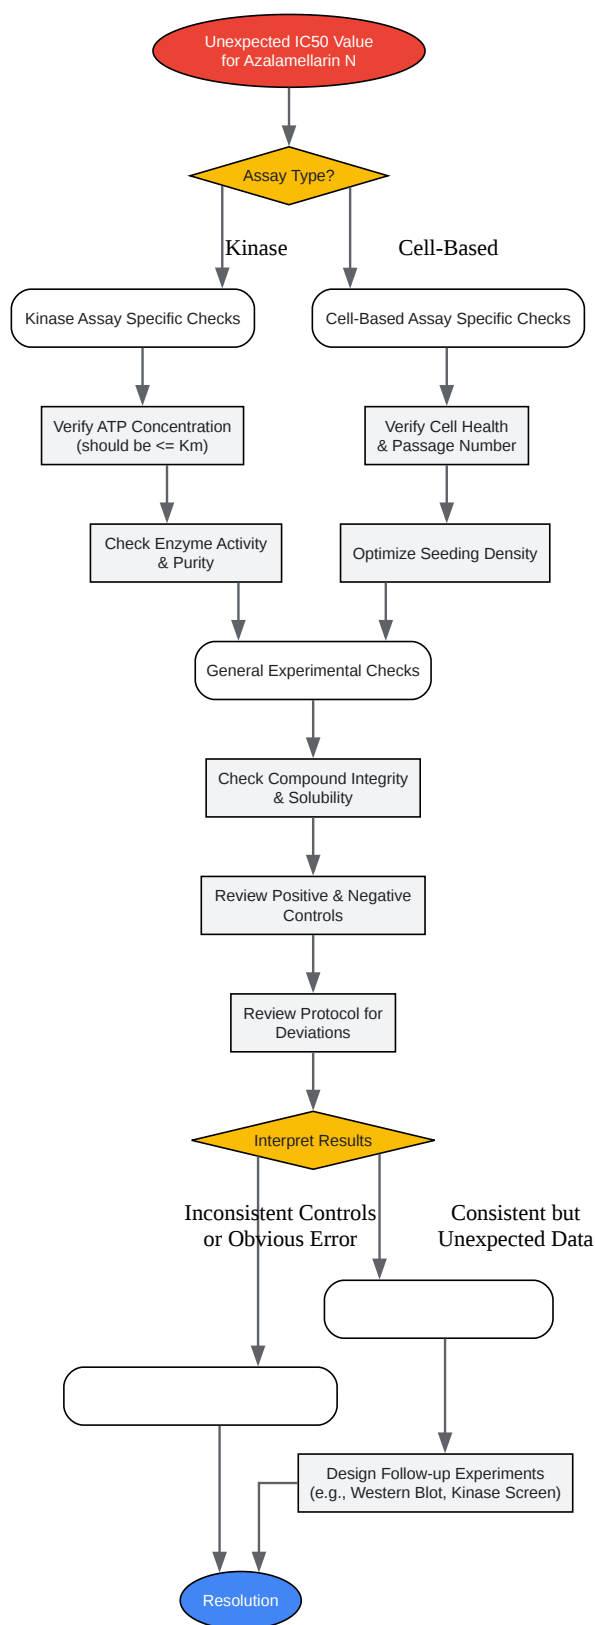 Unexpected IC50 Value
for Azalamellarin N
Assay Type?
Kinase
Cell-Based
Kinase Assay Specific Checks
Cell-Based Assay Specific Checks
Verify ATP Concentration
(should be <= Km)
Verify Cell Health
& Passage Number
Check Enzyme Activity
& Purity
Optimize Seeding Density
General Experimental Checks
Check Compound Integrity
& Solubility
Review Positive & Negative
Controls
Review Protocol for
Deviations
Interpret Results
Inconsistent Controls
or Obvious Error
Consistent but
Unexpected Data
Design Follow-up Experiments
(e.g., Western Blot, Kinase Screen)
Resolution